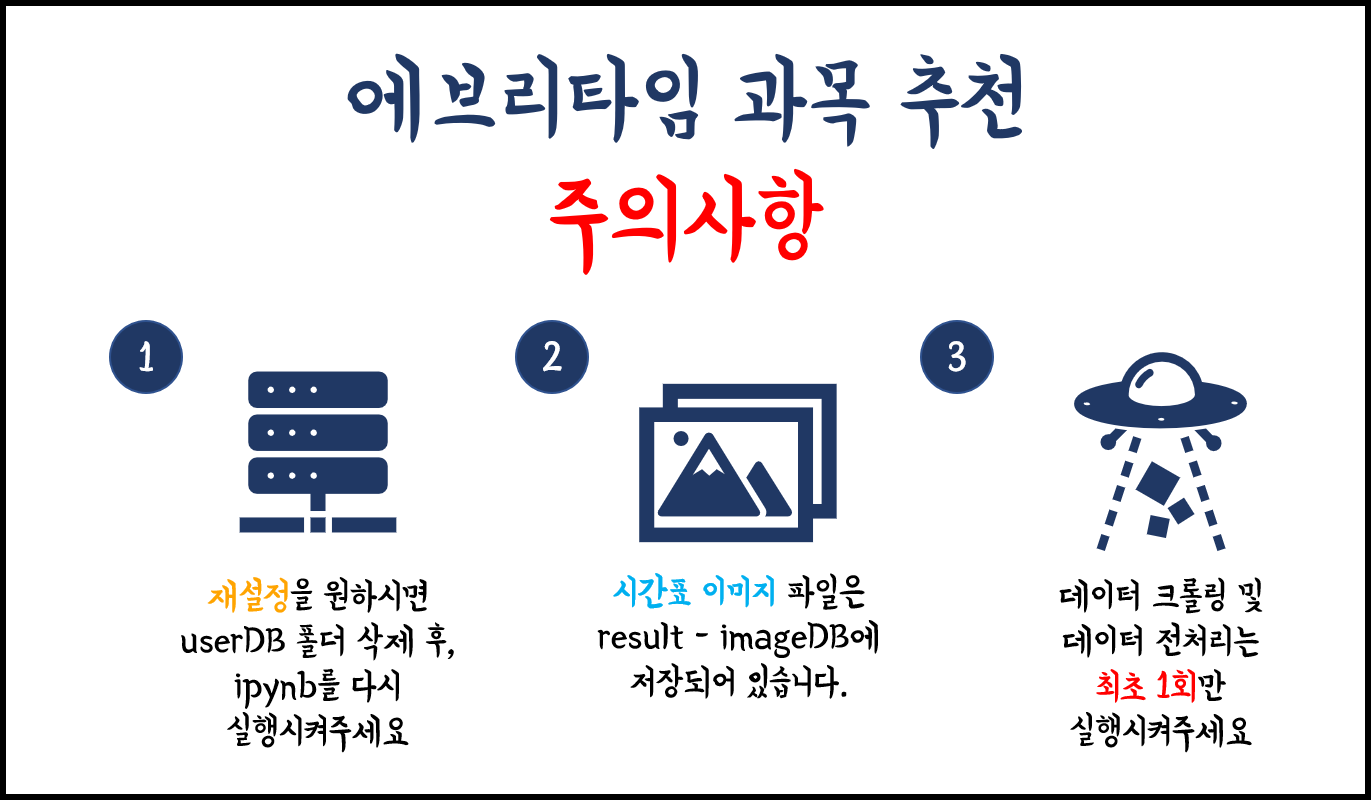 에브리타임 과목 추천
주의사항
1
재설정을 원하시면
userDB 폴더 삭제 후,
ipynb를 다시
실행시켜주세요
2
시간표 이미지 파일은
result - imageDB에
저장되어 있습니다.
3
데이터 크롤링 및
데이터 전처리는
최초 1회만
실행시켜주세요